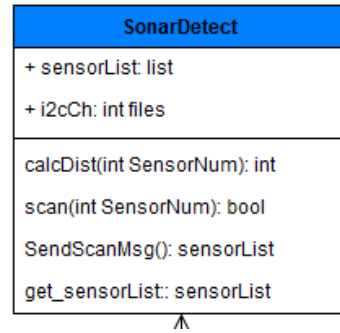 SonarDetect
+ sensorList: list
+ i2cCh: int files
calcDist(int SensorNum): int
scan(int SensorNum): bool
SendScanMsg(): sensorList
get_sensorList:: sensorList